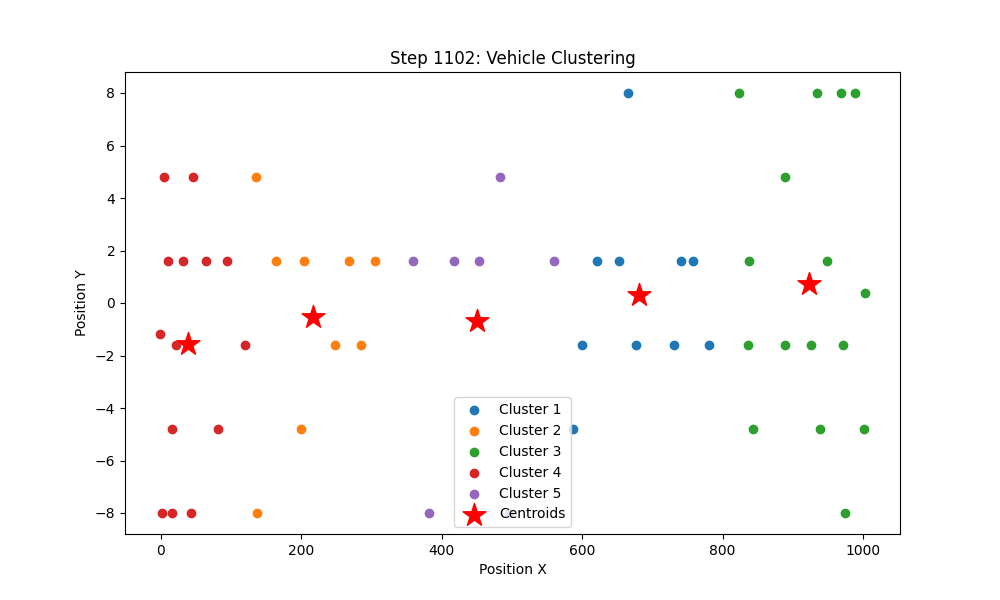 Step 1102: Vehicle Clustering
8
6
4
2
0
−2
−4
−6
−8
Position Y
Cluster 1
Cluster 2
Cluster 3
Cluster 4
Cluster 5
Centroids
0 200 400 600 800 1000
Position X